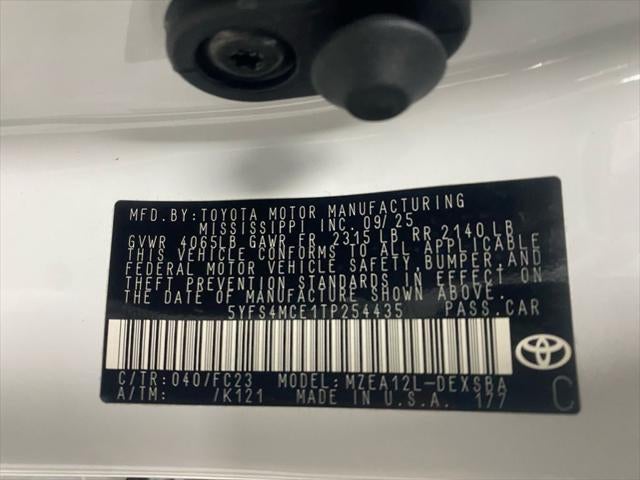 MFD. BY: TOYOTA MOTOR MANUFACTURING
MISSISSIPPI INC. 09/25
GVWR 4065LB GAWR FR 2315 LB RR 2140 LB
THIS VEHICLE CONFORMS TO ALL APPLICABLE
FEDERAL MOTOR VEHICLE SAFETY, BUMPER, AND
THEFT PREVENTION STANDARDS IN EFFECT ON
THE DATE OF MANUFACTURE SHOWN ABOVE.
5YFS4MCE1TP254435 PASS.CAR
C/TR: 040/FC23 MODEL: MZEA12L-DEXSBA
A/TM: /K121 MADE IN U.S.A. 177 C